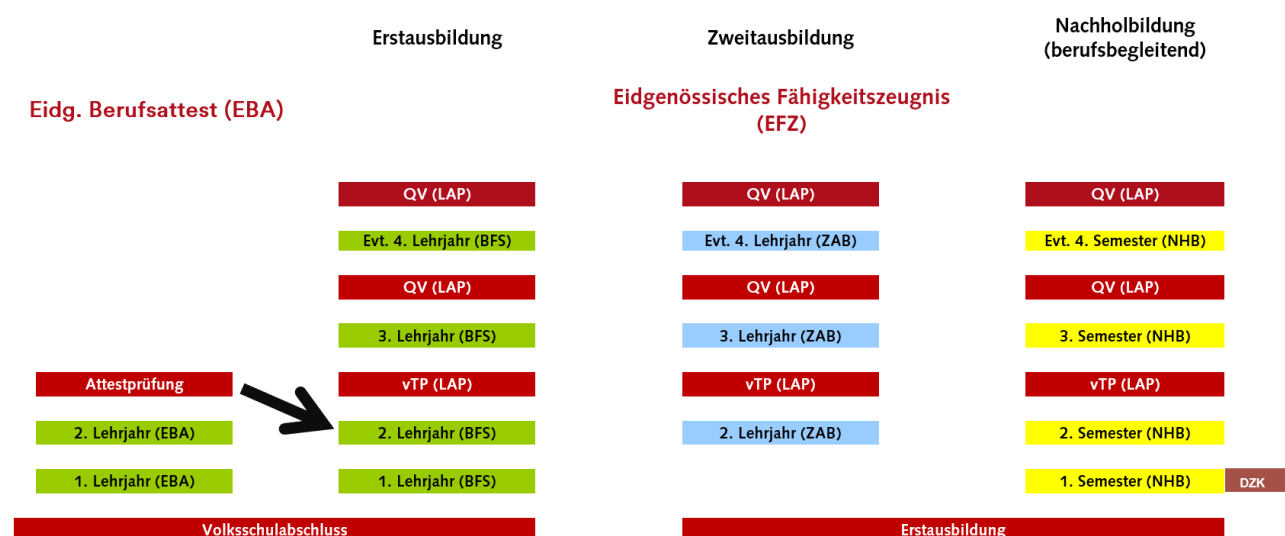 Erstausbildung
Zweitausbildung
Nachholbildung
(berufsbegleitend)
Eidg. Berufsattest (EBA)
Eidgenössisches Fähigkeitszeugnis
(EFZ)
QV (LAP)
QV (LAP)
QV (LAP)
Evt. 4. Lehrjahr (BFS)
Evt. 4. Lehrjahr (ZAB)
Evt. 4. Semester (NHB)
QV (LAP)
QV (LAP)
QV (LAP)
3. Lehrjahr (BFS)
3. Lehrjahr (ZAB)
3. Semester (NHB)
Attestprüfung
vTP (LAP)
vTP (LAP)
vTP (LAP)
2. Lehrjahr (EBA)
2. Lehrjahr (BFS)
2. Lehrjahr (ZAB)
2. Semester (NHB)
1. Lehrjahr (EBA)
1. Lehrjahr (BFS)
1. Semester (NHB)
DZK
Volksschulabschluss
Erstausbildung